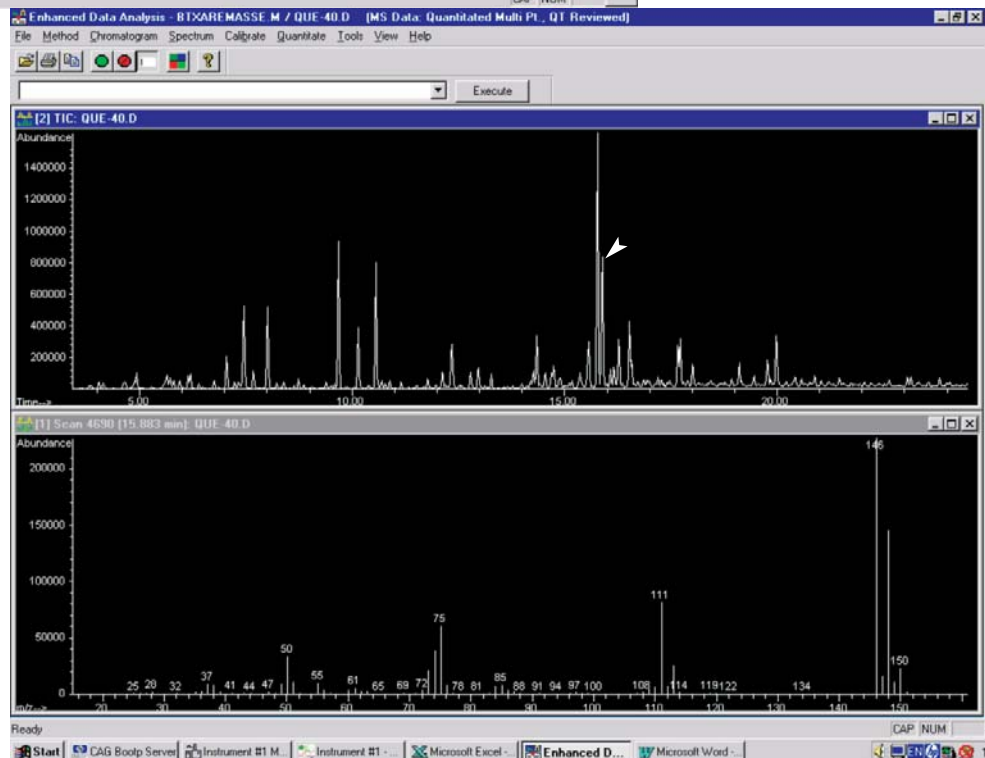 CAP NUM
Enhanced Data Analysis - BTXAREMASSE.M / QUE-40.D [MS Data: Quantitated Multi PL, QT Reviewed]
File Method Chromatogram Spectrum Calibrate Quantitate Tools View Help
Execute
[2] TIC: QUE-40.D
Abundance
1400000
1200000
1000000
800000
600000
400000
200000
Time--> 5.00 10.00 15.00 20.00
[1] Scan 4690 (15.883 min): QUE-40.D
Abundance
146
200000
150000
100000
111
75
50000
50
150
37 55 61 72 85
25 28 32 41 44 47 65 69 78 81 88 91 94 97 100 108 114 119 122 134
0
m/z--> 20 30 40 50 60 70 80 90 100 110 120 130 140 150
Ready CAP NUM
Start CAG Bootp Server Instrument #1 M... Instrument #1 - ... Microsoft Excel -... Enhanced D... Microsoft Word -... EN